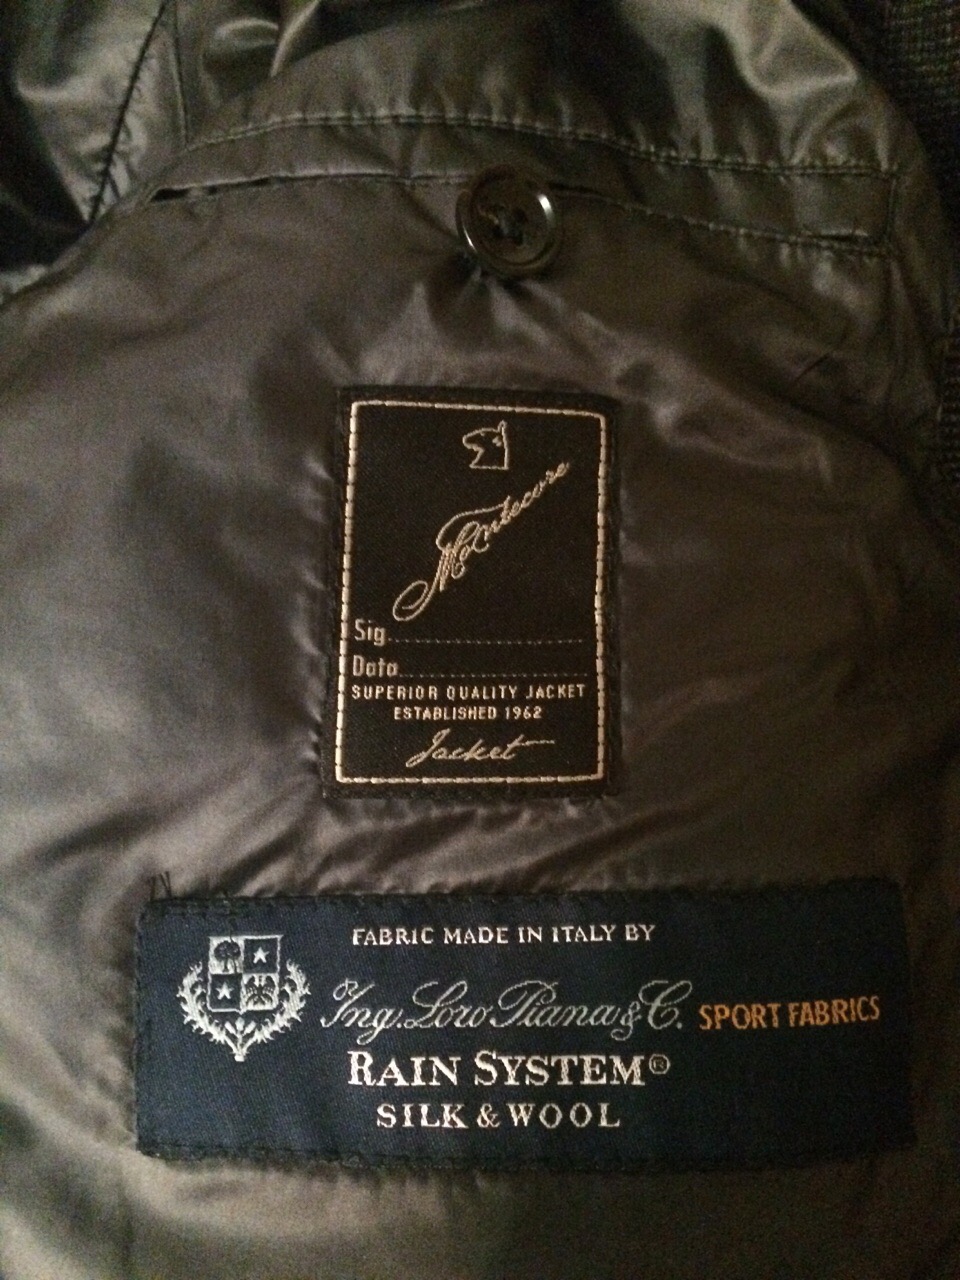 Montecore
Sig.
Data
SUPERIOR QUALITY JACKET
ESTABLISHED 1962
Jacket
FABRIC MADE IN ITALY BY
Ing. Loro Piana & C. SPORT FABRICS
RAIN SYSTEM®
SILK & WOOL